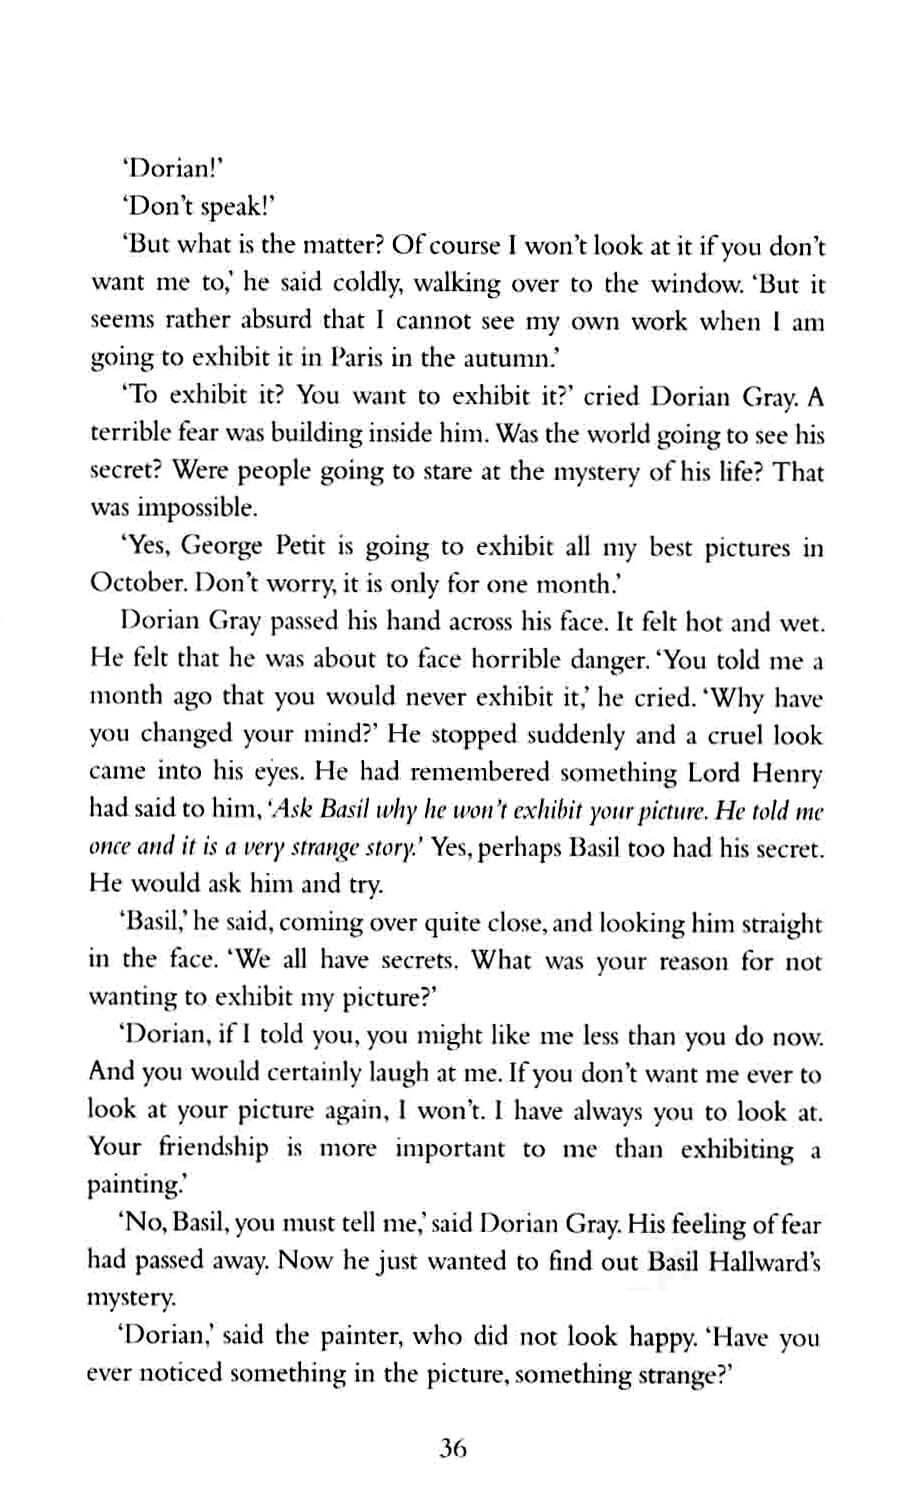 ‘Dorian!’
‘Don’t speak!’
‘But what is the matter? Of course I won’t look at it if you don’t
want me to,’ he said coldly, walking over to the window. ‘But it
seems rather absurd that I cannot see my own work when I am
going to exhibit it in Paris in the autumn.’
‘To exhibit it? You want to exhibit it?’ cried Dorian Gray. A
terrible fear was building inside him. Was the world going to see his
secret? Were people going to stare at the mystery of his life? That
was impossible.
‘Yes, George Petit is going to exhibit all my best pictures in
October. Don’t worry, it is only for one month.’
Dorian Gray passed his hand across his face. It felt hot and wet.
He felt that he was about to face horrible danger. ‘You told me a
month ago that you would never exhibit it,’ he cried. ‘Why have
you changed your mind?’ He stopped suddenly and a cruel look
came into his eyes. He had remembered something Lord Henry
had said to him, ‘Ask Basil why he won’t exhibit your picture. He told me
once and it is a very strange story.’ Yes, perhaps Basil too had his secret.
He would ask him and try.
‘Basil,’ he said, coming over quite close, and looking him straight
in the face. ‘We all have secrets. What was your reason for not
wanting to exhibit my picture?’
‘Dorian, if I told you, you might like me less than you do now.
And you would certainly laugh at me. If you don’t want me ever to
look at your picture again, I won’t. I have always you to look at.
Your friendship is more important to me than exhibiting a
painting.’
‘No, Basil, you must tell me,’ said Dorian Gray. His feeling of fear
had passed away. Now he just wanted to find out Basil Hallward’s
mystery.
‘Dorian,’ said the painter, who did not look happy. ‘Have you
ever noticed something in the picture, something strange?’
36